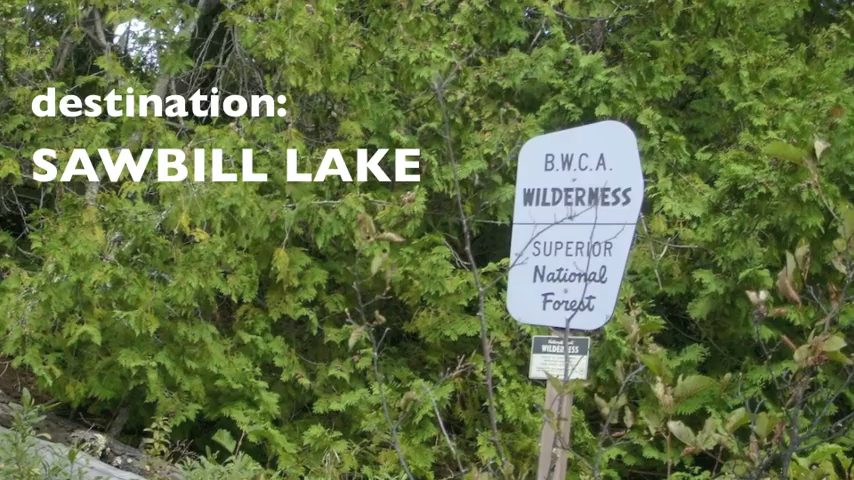 destination:
SAWBILL LAKE
B.W.C.A.
WILDERNESS
SUPERIOR
National
Forest
WILDERNESS